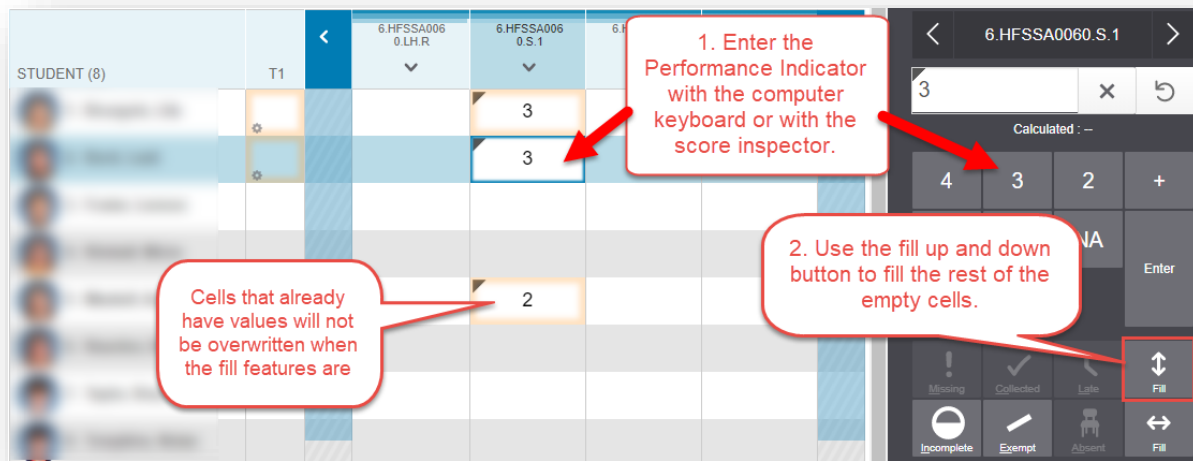 6.HFSSA006
0.LH.R
6.HFSSA006
0.S.1
STUDENT (8)
T1
3
3
2
1. Enter the
Performance Indicator
with the computer
keyboard or with the
score inspector.
Cells that already
have values will not
be overwritten when
the fill features are
6.HFSSA0060.S.1
3
Calculated : --
4 3 2 +
NA
Enter
2. Use the fill up and down
button to fill the rest of the
empty cells.
Missing Collected Late Fill
Incomplete Exempt Absent Fill